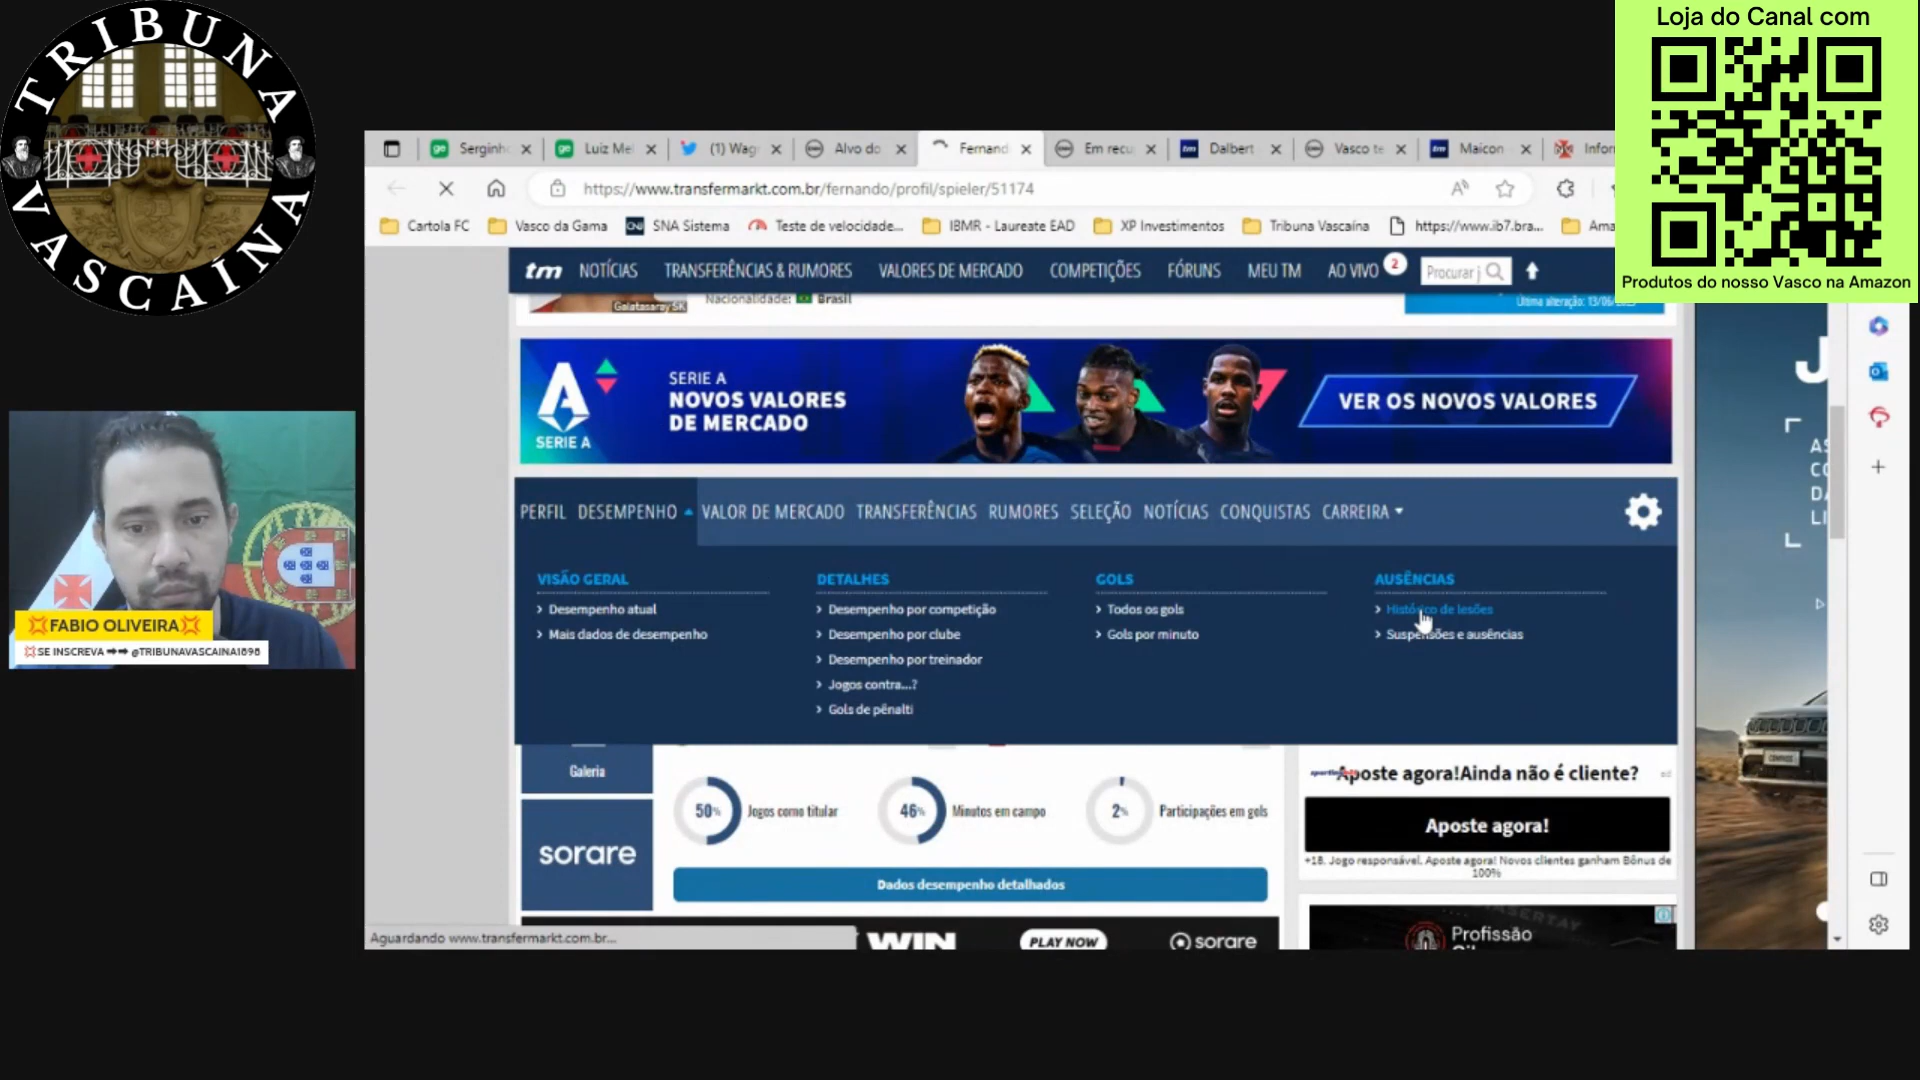 TRIBUNA
VASCAÍNA
Loja do Canal com
Produtos do nosso Vasco na Amazon
Serginh
Luiz Mel
(1) Wag
Alvo do
Fernand
Em recu
Dalbert
Vasco te
Maicon
Infor
https://www.transfermarkt.com.br/fernando/profil/spieler/51174
Cartola FC
Vasco da Gama
SNA Sistema
Teste de velocidade...
IBMR - Laureate EAD
XP Investimentos
Tribuna Vascaína
https://www.ib7.bra...
Ama
tm NOTÍCIAS TRANSFERÊNCIAS & RUMORES VALORES DE MERCADO COMPETIÇÕES FÓRUNS MEU TM AO VIVO 2 Procurar j
Galatasaray SK
Nacionalidade: Brasil
SERIE A
SERIE A
NOVOS VALORES
DE MERCADO
VER OS NOVOS VALORES
PERFIL DESEMPENHO VALOR DE MERCADO TRANSFERÊNCIAS RUMORES SELEÇÃO NOTÍCIAS CONQUISTAS CARREIRA
VISÃO GERAL
Desempenho atual
Mais dados de desempenho
DETALHES
Desempenho por competição
Desempenho por clube
Desempenho por treinador
Jogos contra...?
Gols de pênalti
GOLS
Todos os gols
Gols por minuto
AUSÊNCIAS
Histórico de lesões
Suspensões e ausências
Galeria
sorare
50% Jogos como titular
46% Minutos em campo
2% Participações em gols
Dados desempenho detalhados
Aposte agora!Ainda não é cliente?
Aposte agora!
+18. Jogo responsável. Aposte agora! Novos clientes ganham Bônus de
100%
Profissão
WIN
PLAY NOW
sorare
Aguardando www.transfermarkt.com.br...
FABIO OLIVEIRA
SE INSCREVA ➡➡ @TRIBUNAVASCAINA1898